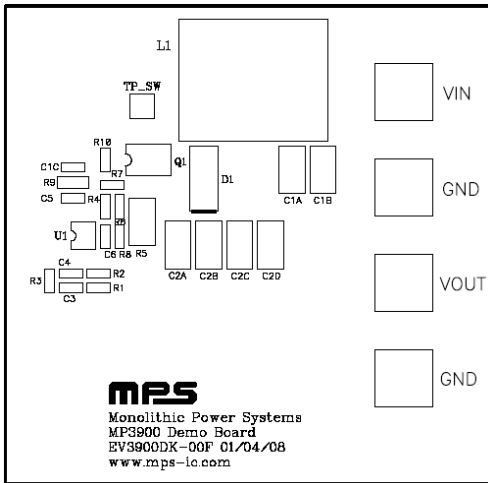 L1
VIN
TP_SW
R10
Q1
C1C
R7
R9
D1
C1A
C1B
GND
C5
R4
U1
C6
R8
R5
C2A
C2B
C2C
C2D
C4
R2
R3
C3
R1
VOUT
GND
mps
Monolithic Power Systems
MP3900 Demo Board
EV3900DK-00F 01/04/08
www.mps-ic.com